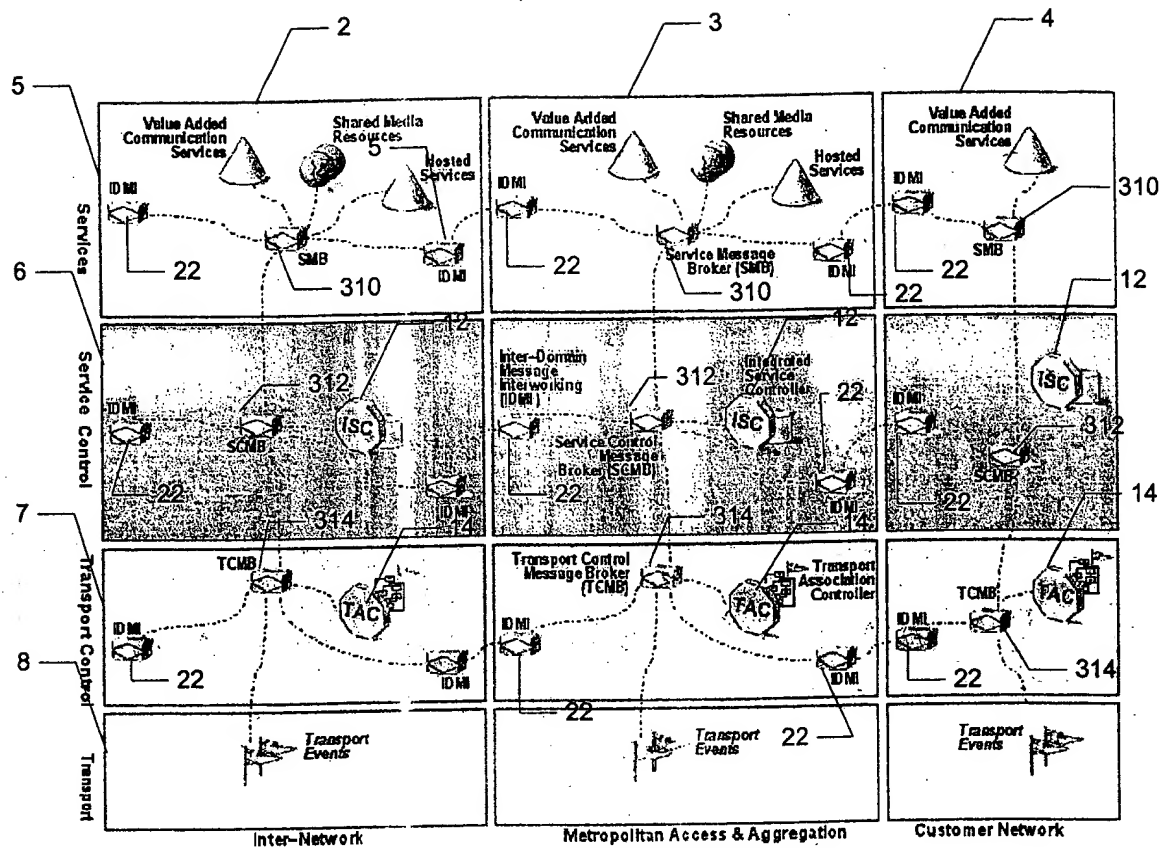 2
3
4
5
Value Added
Communication
Services
Shared Media
Resources
5
Hosted
Services
IDMI
22
SMB
310
IDMI
Value Added
Communication
Services
Shared Media
Resources
Hosted Services
IDMI
22
Service Message
Broker (SMB)
310
IDMI
22
Value Added
Communication
Services
IDMI
22
SMB
310
Services
6
12
IDMI
22
312
SCMB
ISC
IDMI
12
Inter-Domain
Message
Interworking
(IDMI)
22
312
Service Control
Message
Broker (SCMB)
Integrated
Service
Controller
ISC
22
IDMI
12
ISC
IDMI
22
312
SCMB
Service Control
7
314
14
TCMB
TAC
IDMI
22
IDMI
314
14
Transport Control
Message Broker
(TCMB)
TAC
Transport
Association
Controller
IDMI
22
IDMI
22
14
TCMB
TAC
IDMI
22
314
Transport Control
8
Transport
Events
Transport
Events
Transport
Events
Transport
Inter-Network
Metropolitan Access & Aggregation
Customer Network